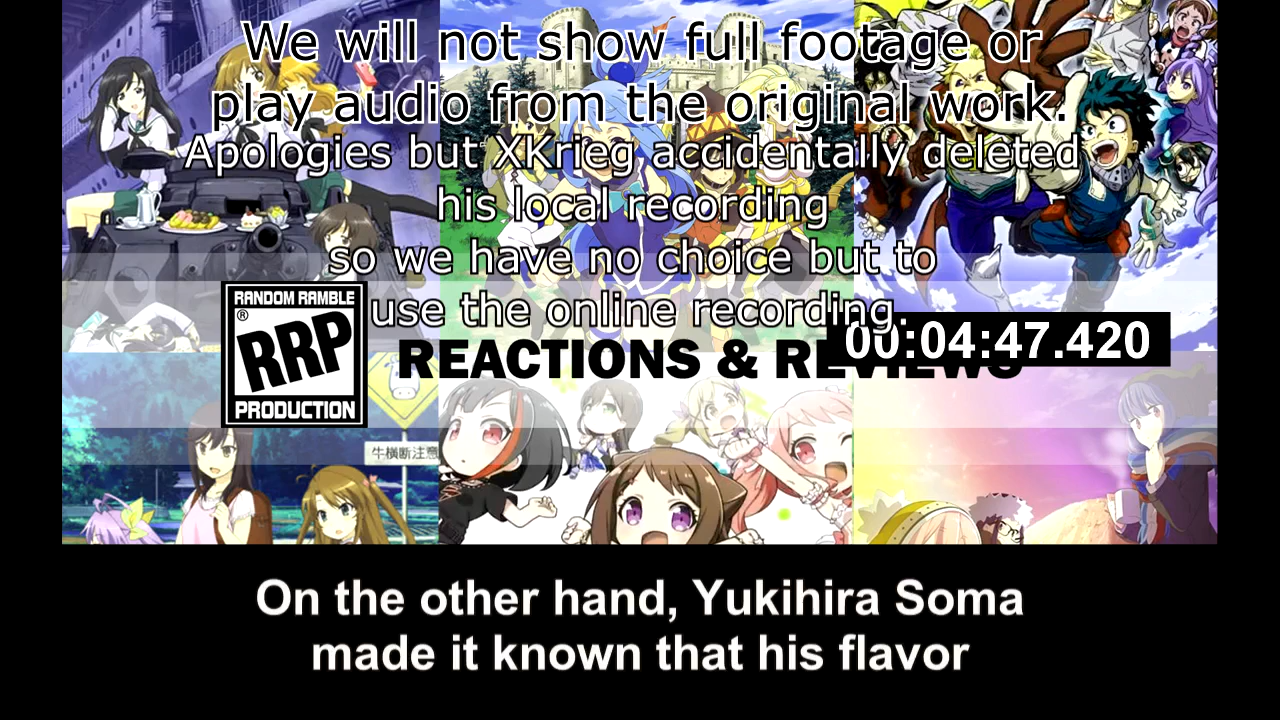 We will not show full footage or
play audio from the original work.
Apologies but XKrieg accidentally deleted
his local recording
so we have no choice but to
use the online recording.
RANDOM RAMBLE
®
RRP
PRODUCTION
REACTIONS & REVIEWS
00:04:47.420
牛横断注意
On the other hand, Yukihira Soma
made it known that his flavor